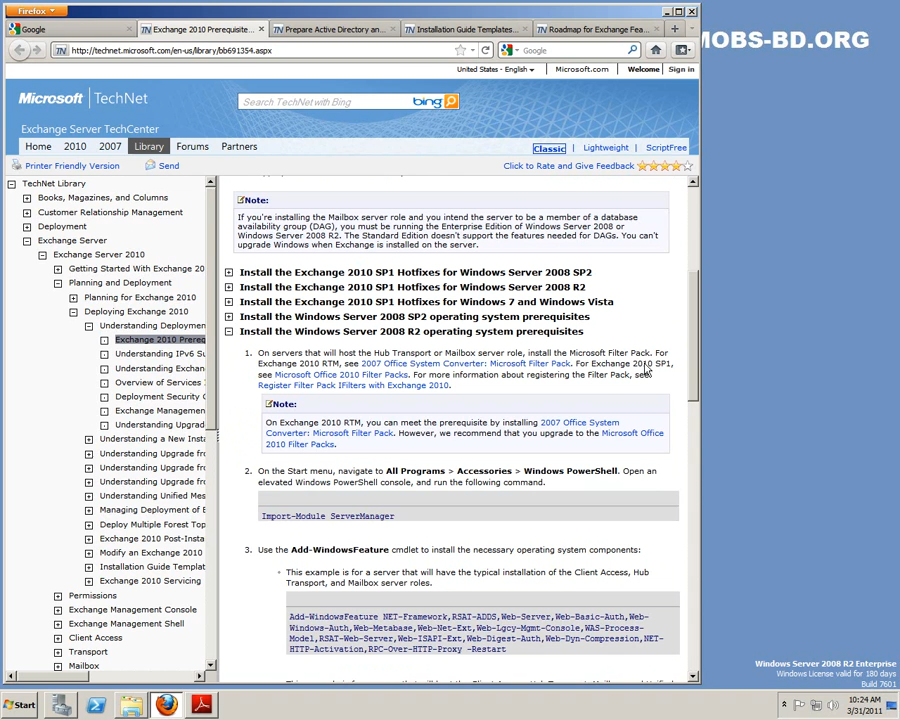 Firefox
MOBS-BD.ORG
Google
Exchange 2010 Prerequisite...
Prepare Active Directory an...
Installation Guide Templates...
Roadmap for Exchange Fea...
http://technet.microsoft.com/en-us/library/bb691354.aspx
Google
United States - English | Microsoft.com | Welcome | Sign in
Microsoft | TechNet
Search TechNet with Bing
bing
Exchange Server TechCenter
Home 2010 2007 Library Forums Partners
Classic | Lightweight | ScriptFree
Printer Friendly Version Send
Click to Rate and Give Feedback
TechNet Library
Books, Magazines, and Columns
Customer Relationship Management
Deployment
Exchange Server
Exchange Server 2010
Getting Started With Exchange 20
Planning and Deployment
Planning for Exchange 2010
Deploying Exchange 2010
Understanding Deploymen
Exchange 2010 Prereq
Understanding IPv6 Su
Understanding Exchan
Overview of Services
Deployment Security C
Exchange Managemen
Understanding Upgrad
Understanding a New Insta
Understanding Upgrade fro
Understanding Upgrade fro
Understanding Upgrade fro
Understanding Unified Mes
Managing Deployment of E
Deploy Multiple Forest Top
Exchange 2010 Post-Insta
Modify an Exchange 2010
Installation Guide Templat
Exchange 2010 Servicing
Permissions
Exchange Management Console
Exchange Management Shell
Client Access
Transport
Mailbox
Note:
If you're installing the Mailbox server role and you intend the server to be a member of a database
availability group (DAG), you must be running the Enterprise Edition of Windows Server 2008 or
Windows Server 2008 R2. The Standard Edition doesn't support the features needed for DAGs. You can't
upgrade Windows when Exchange is installed on the server.
Install the Exchange 2010 SP1 Hotfixes for Windows Server 2008 SP2
Install the Exchange 2010 SP1 Hotfixes for Windows Server 2008 R2
Install the Exchange 2010 SP1 Hotfixes for Windows 7 and Windows Vista
Install the Windows Server 2008 SP2 operating system prerequisites
Install the Windows Server 2008 R2 operating system prerequisites
1. On servers that will host the Hub Transport or Mailbox server role, install the Microsoft Filter Pack. For
Exchange 2010 RTM, see 2007 Office System Converter: Microsoft Filter Pack. For Exchange 2010 SP1,
see Microsoft Office 2010 Filter Packs. For more information about registering the Filter Pack, see
Register Filter Pack IFilters with Exchange 2010.
Note:
On Exchange 2010 RTM, you can meet the prerequisite by installing 2007 Office System
Converter: Microsoft Filter Pack. However, we recommend that you upgrade to the Microsoft Office
2010 Filter Packs.
2. On the Start menu, navigate to All Programs > Accessories > Windows PowerShell. Open an
elevated Windows PowerShell console, and run the following command.
Import-Module ServerManager
3. Use the Add-WindowsFeature cmdlet to install the necessary operating system components:
• This example is for a server that will have the typical installation of the Client Access, Hub
Transport, and Mailbox server roles.
Add-WindowsFeature NET-Framework,RSAT-ADDS,Web-Server,Web-Basic-Auth,Web-
Windows-Auth,Web-Metabase,Web-Net-Ext,Web-Lgcy-Mgmt-Console,WAS-Process-
Model,RSAT-Web-Server,Web-ISAPI-Ext,Web-Digest-Auth,Web-Dyn-Compression,NET-
HTTP-Activation,RPC-Over-HTTP-Proxy -Restart
Windows Server 2008 R2 Enterprise
Windows License valid for 180 days
Build 7601
Start
10:24 AM
3/31/2011